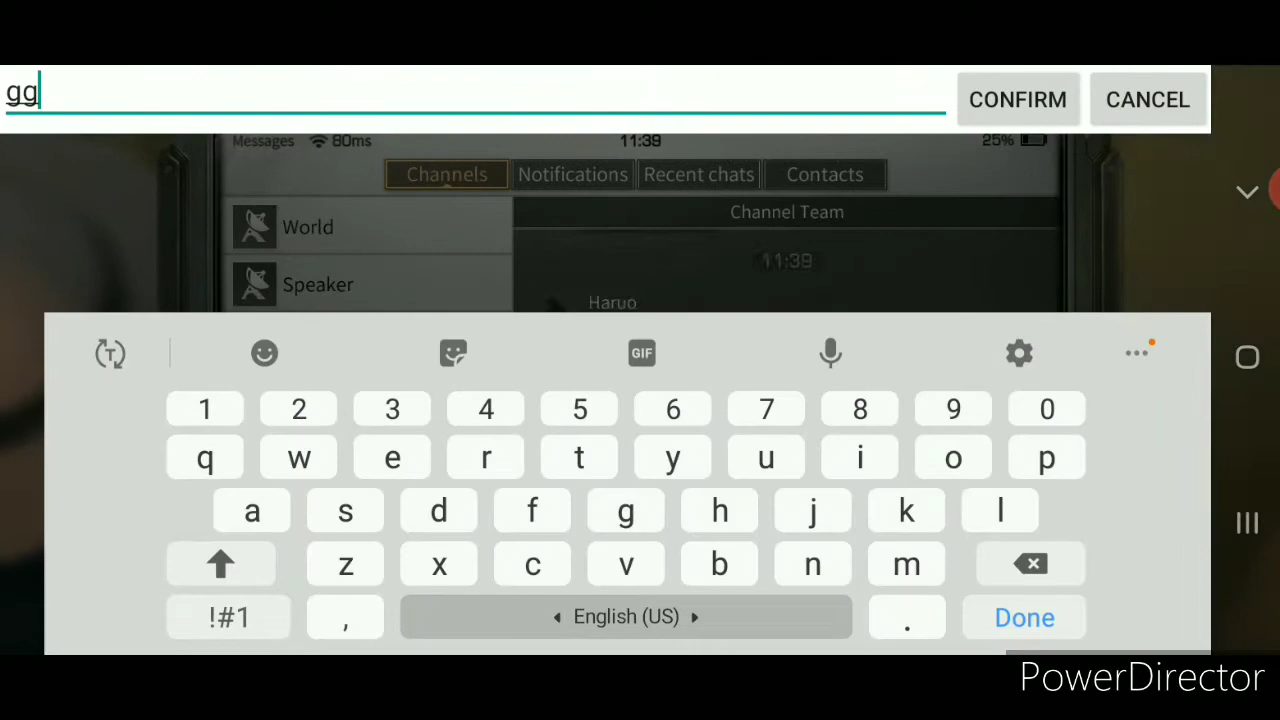 gg
CONFIRM CANCEL
Messages 80ms 11:39 25%
Channels Notifications Recent chats Contacts
World
Channel Team
11:39
Speaker
Haruo
T GIF
1 2 3 4 5 6 7 8 9 0
q w e r t y u i o p
a s d f g h j k l
z x c v b n m
!#1 , English (US) . Done
PowerDirector